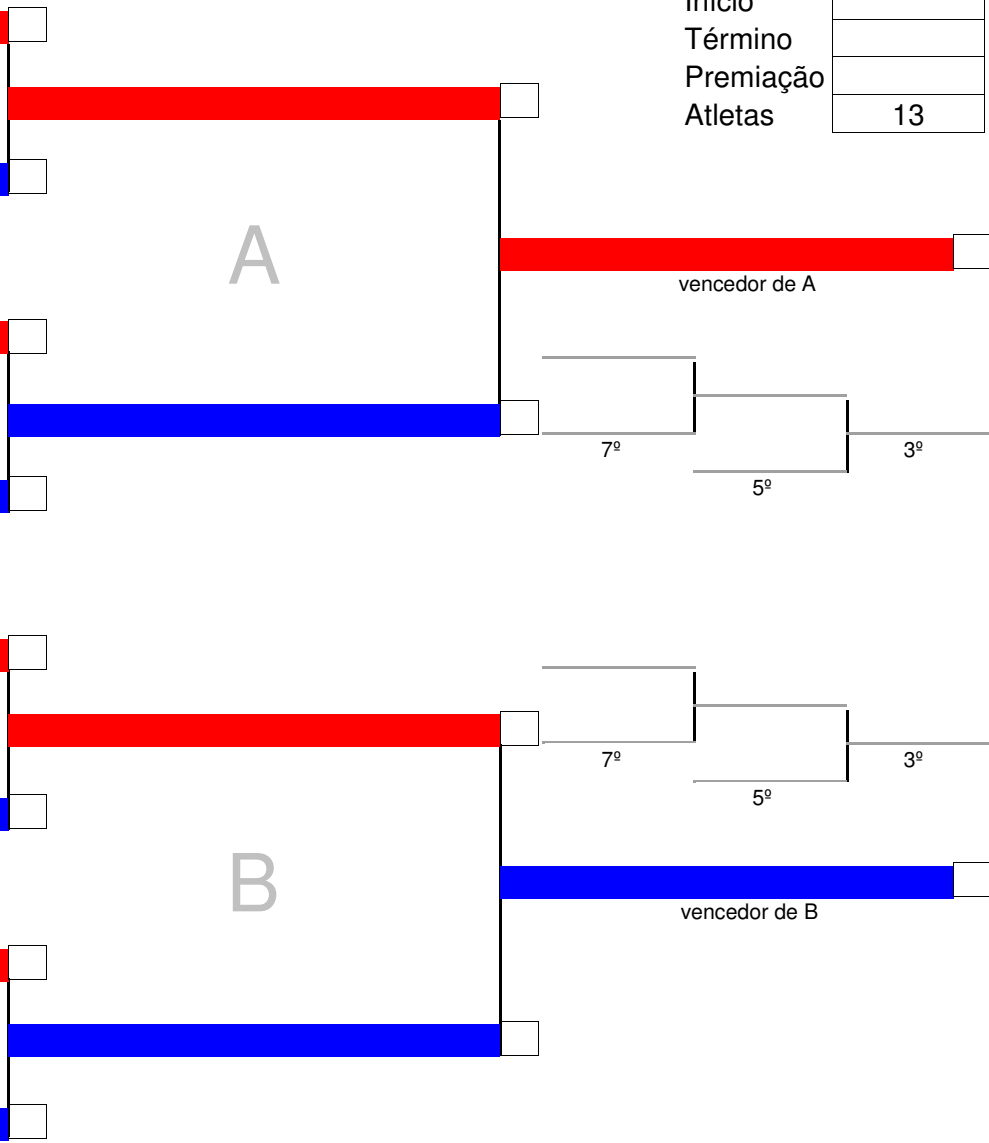 Início
Término
Premiação
Atletas 13
A
vencedor de A
7º
3º
5º
7º
3º
5º
B
vencedor de B